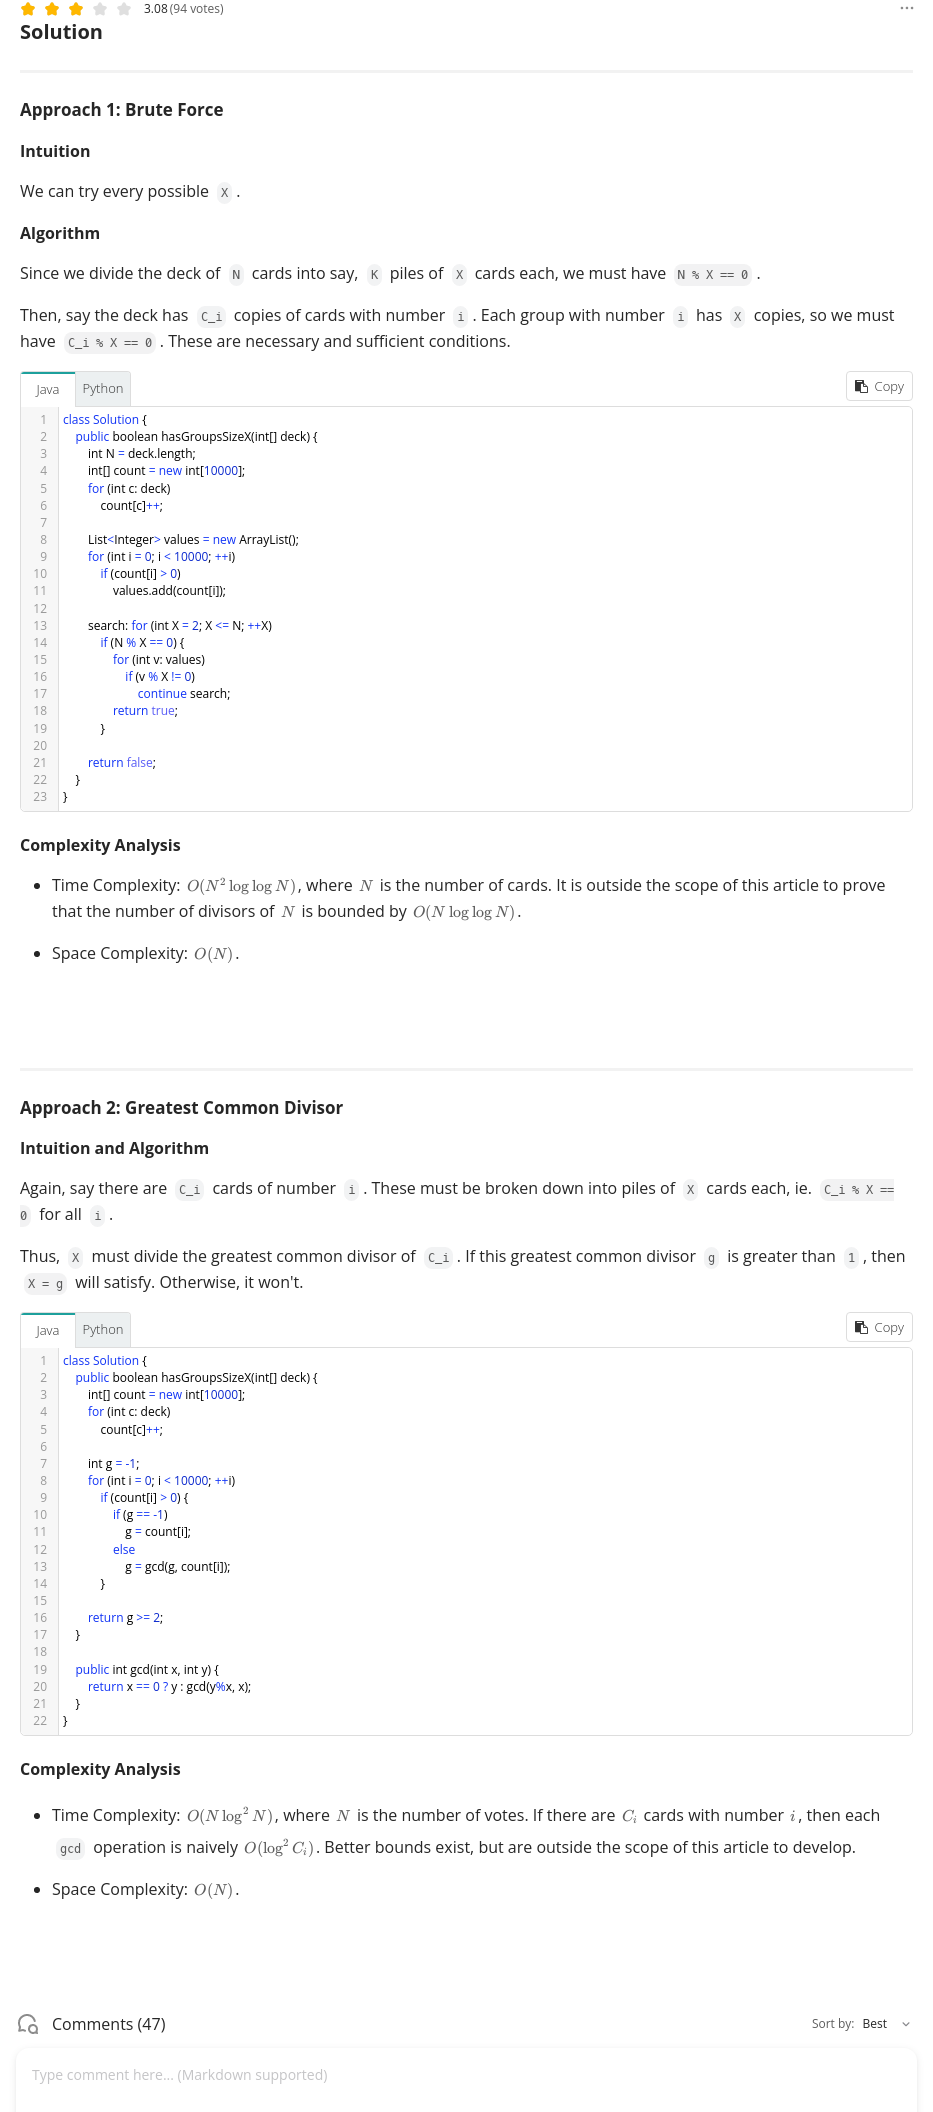 3.08 (94 votes)
Solution
Approach 1: Brute Force
Intuition
We can try every possible X .
Algorithm
Since we divide the deck of N cards into say, K piles of X cards each, we must have N % X == 0 .
Then, say the deck has C_i copies of cards with number i . Each group with number i has X copies, so we must
have C_i % X == 0 . These are necessary and sufficient conditions.
Java Python Copy
1 class Solution {
2 public boolean hasGroupsSizeX(int[] deck) {
3 int N = deck.length;
4 int[] count = new int[10000];
5 for (int c: deck)
6 count[c]++;
7
8 List<Integer> values = new ArrayList();
9 for (int i = 0; i < 10000; ++i)
10 if (count[i] > 0)
11 values.add(count[i]);
12
13 search: for (int X = 2; X <= N; ++X)
14 if (N % X == 0) {
15 for (int v: values)
16 if (v % X != 0)
17 continue search;
18 return true;
19 }
20
21 return false;
22 }
23 }
Complexity Analysis
• Time Complexity: O(N² log log N), where N is the number of cards. It is outside the scope of this article to prove
that the number of divisors of N is bounded by O(N log log N).
• Space Complexity: O(N).
Approach 2: Greatest Common Divisor
Intuition and Algorithm
Again, say there are C_i cards of number i . These must be broken down into piles of X cards each, ie. C_i % X ==
0 for all i .
Thus, X must divide the greatest common divisor of C_i . If this greatest common divisor g is greater than 1 , then
X = g will satisfy. Otherwise, it won't.
Java Python Copy
1 class Solution {
2 public boolean hasGroupsSizeX(int[] deck) {
3 int[] count = new int[10000];
4 for (int c: deck)
5 count[c]++;
6
7 int g = -1;
8 for (int i = 0; i < 10000; ++i)
9 if (count[i] > 0) {
10 if (g == -1)
11 g = count[i];
12 else
13 g = gcd(g, count[i]);
14 }
15
16 return g >= 2;
17 }
18
19 public int gcd(int x, int y) {
20 return x == 0 ? y : gcd(y%x, x);
21 }
22 }
Complexity Analysis
• Time Complexity: O(N log² N), where N is the number of votes. If there are Cᵢ cards with number i, then each
gcd operation is naively O(log² Cᵢ). Better bounds exist, but are outside the scope of this article to develop.
• Space Complexity: O(N).
Comments (47) Sort by: Best
Type comment here... (Markdown supported)